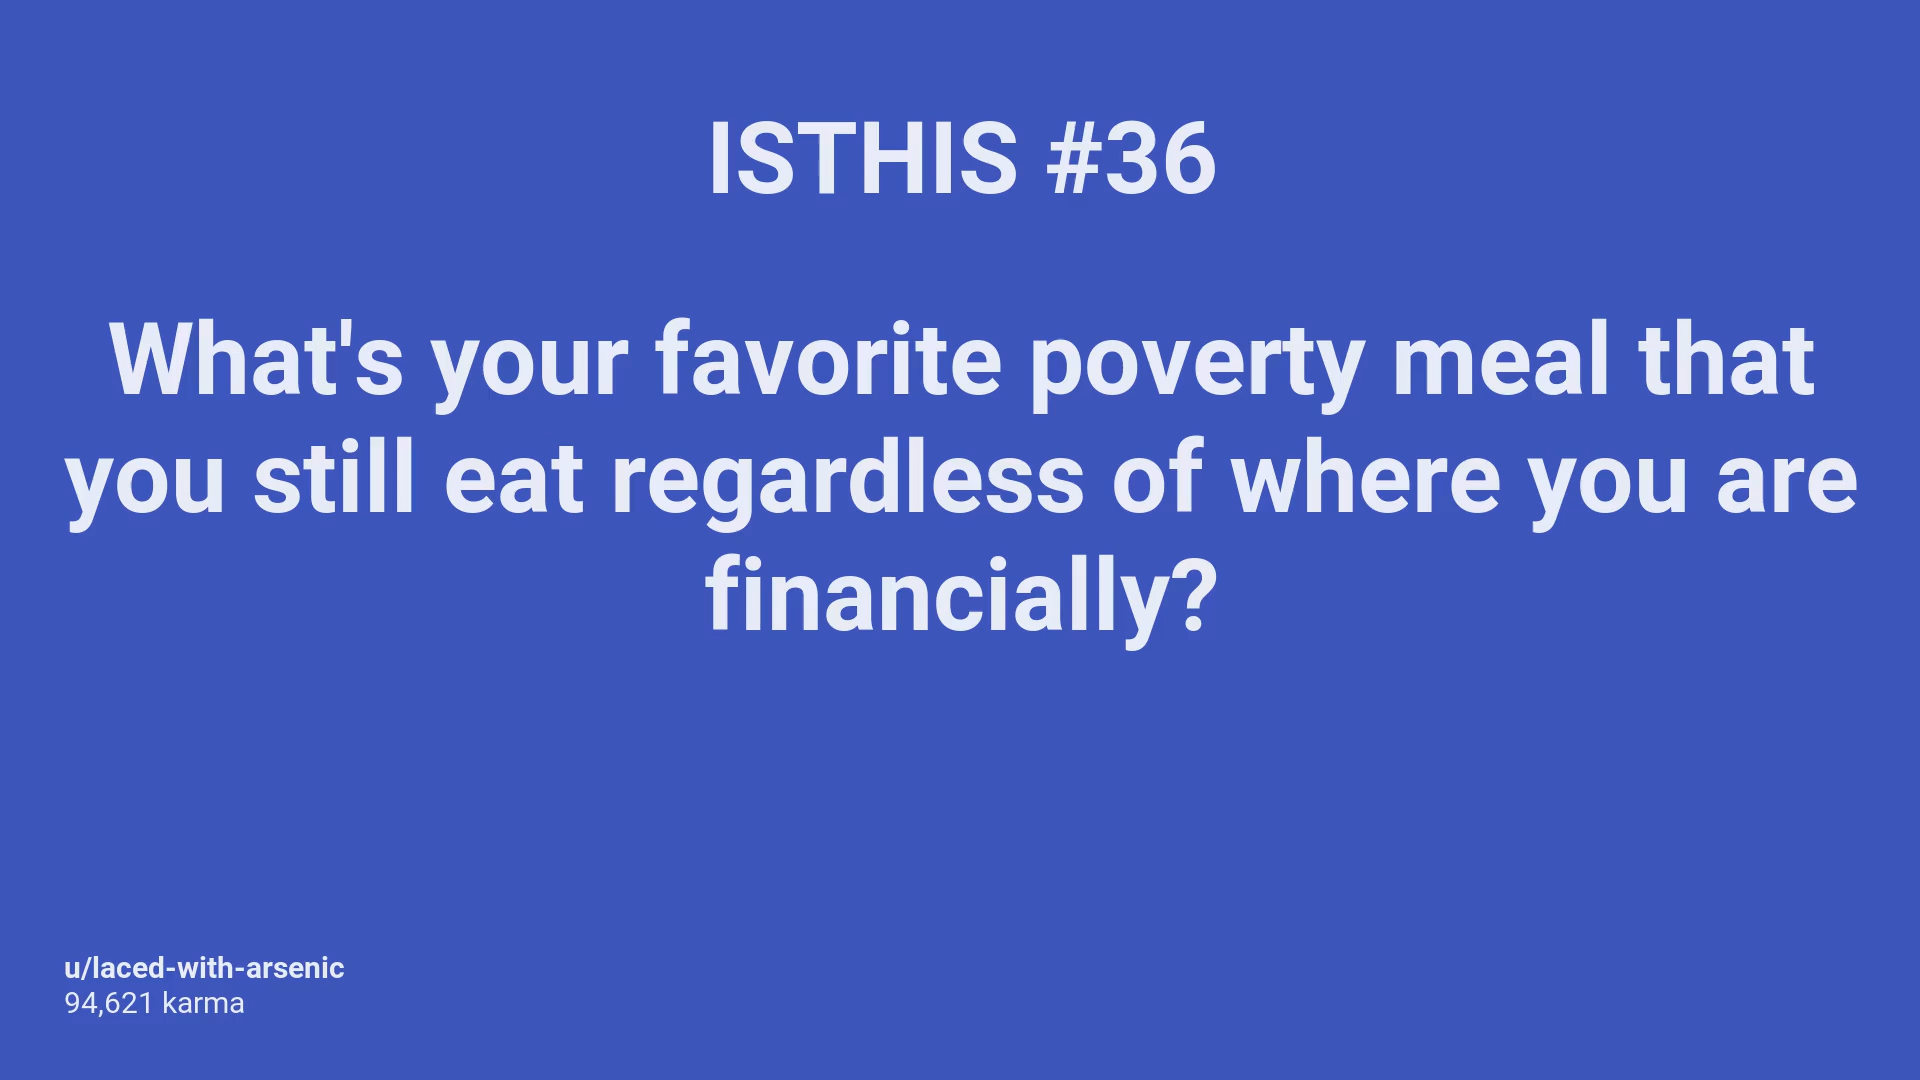 ISTHIS #36
What's your favorite poverty meal that
you still eat regardless of where you are
financially?
u/laced-with-arsenic
94,621 karma